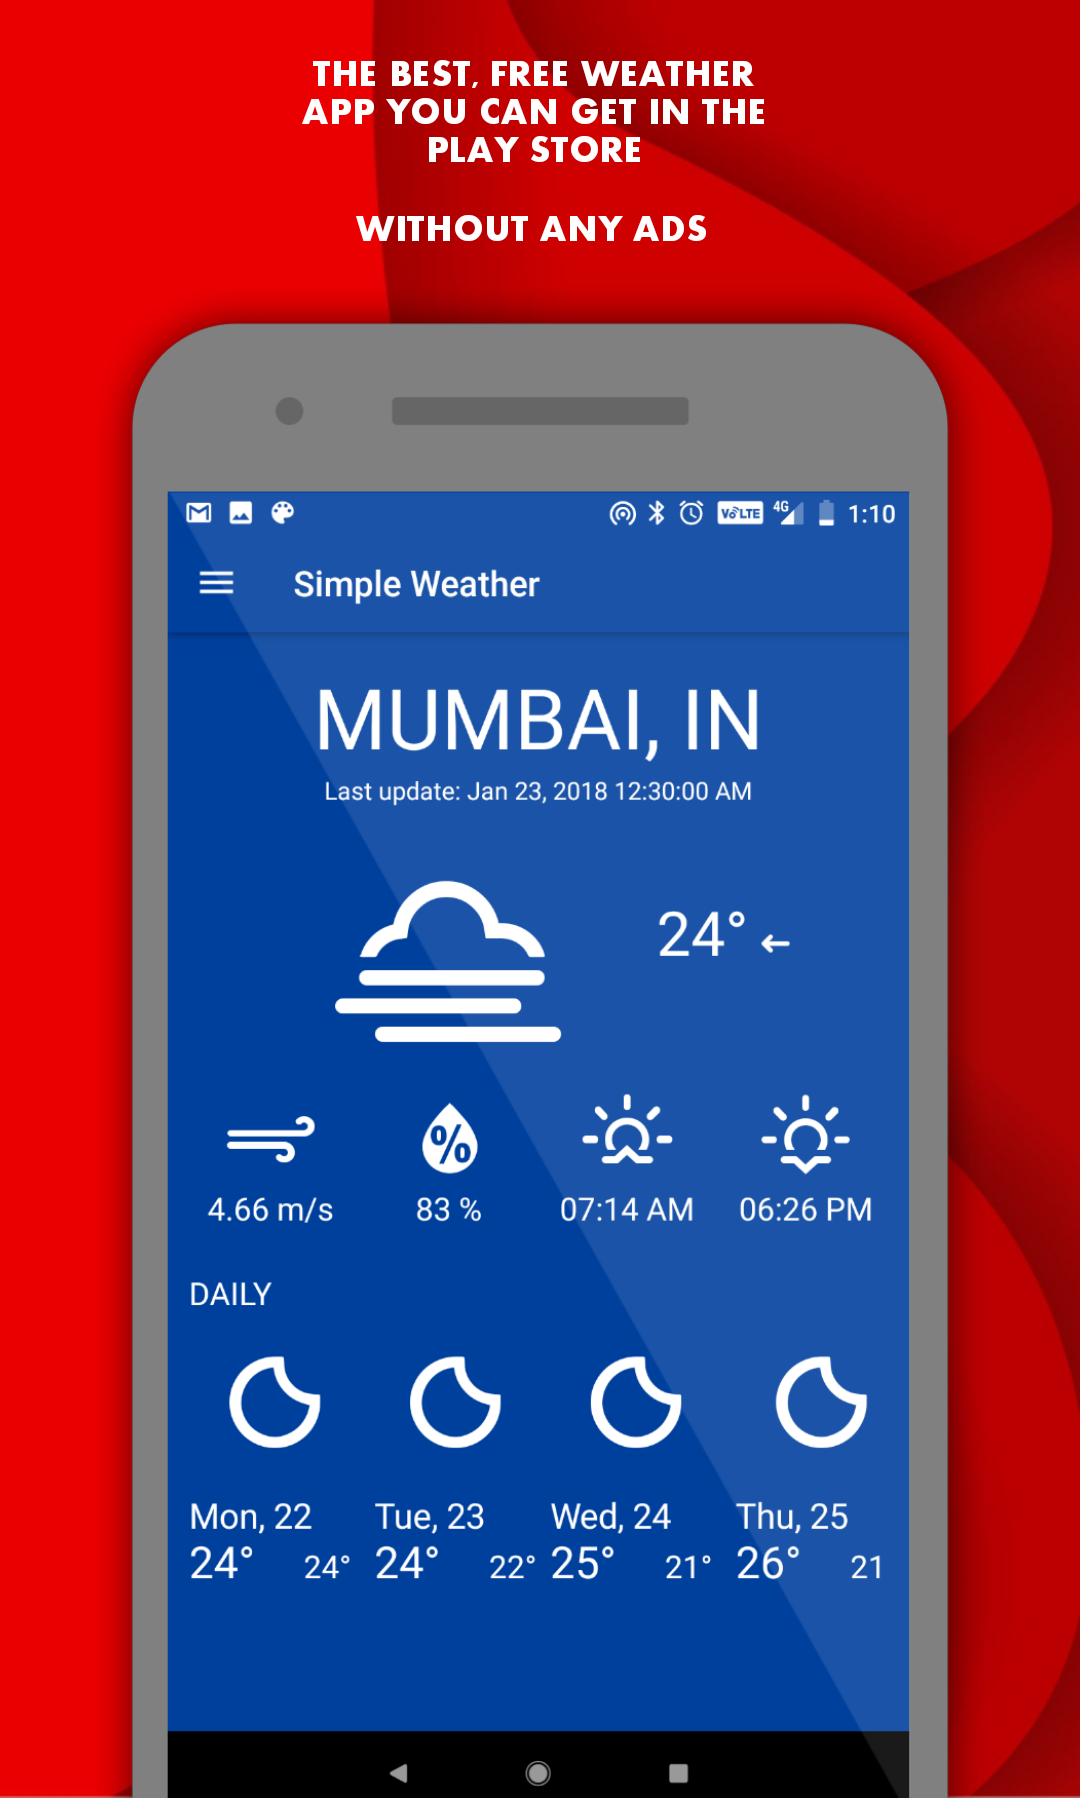 THE BEST, FREE WEATHER
APP YOU CAN GET IN THE
PLAY STORE
WITHOUT ANY ADS
VoLTE 4G 1:10
Simple Weather
MUMBAI, IN
Last update: Jan 23, 2018 12:30:00 AM
24°
%
4.66 m/s 83 % 07:14 AM 06:26 PM
DAILY
Mon, 22 Tue, 23 Wed, 24 Thu, 25
24° 24° 24° 22° 25° 21° 26° 21